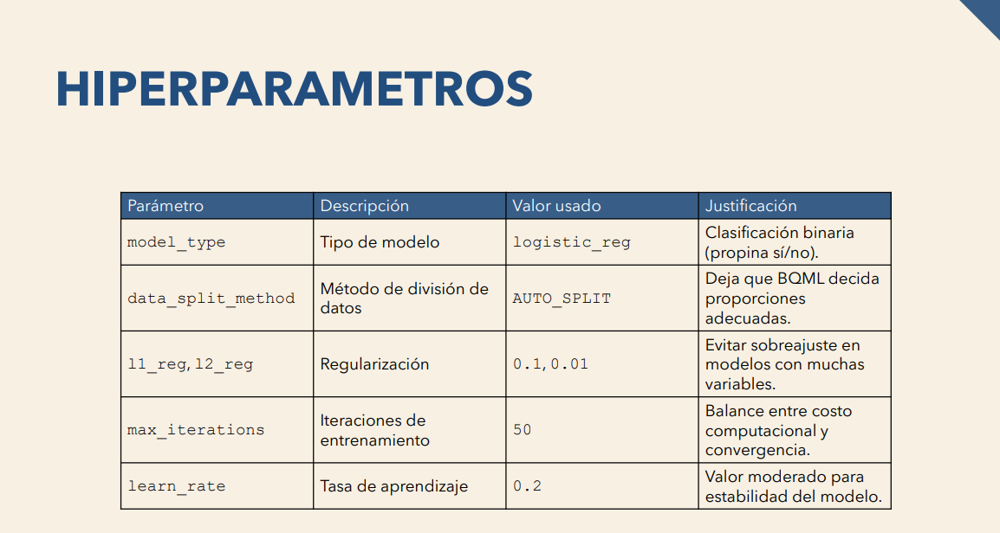 HIPERPARAMETROS
Parámetro Descripción Valor usado Justificación
model_type Tipo de modelo logistic_reg Clasificación binaria
(propina sí/no).
data_split_method Método de división de
datos AUTO_SPLIT Deja que BQML decida
proporciones
adecuadas.
l1_reg, l2_reg Regularización 0.1, 0.01 Evitar sobreajuste en
modelos con muchas
variables.
max_iterations Iteraciones de
entrenamiento 50 Balance entre costo
computacional y
convergencia.
learn_rate Tasa de aprendizaje 0.2 Valor moderado para
estabilidad del modelo.